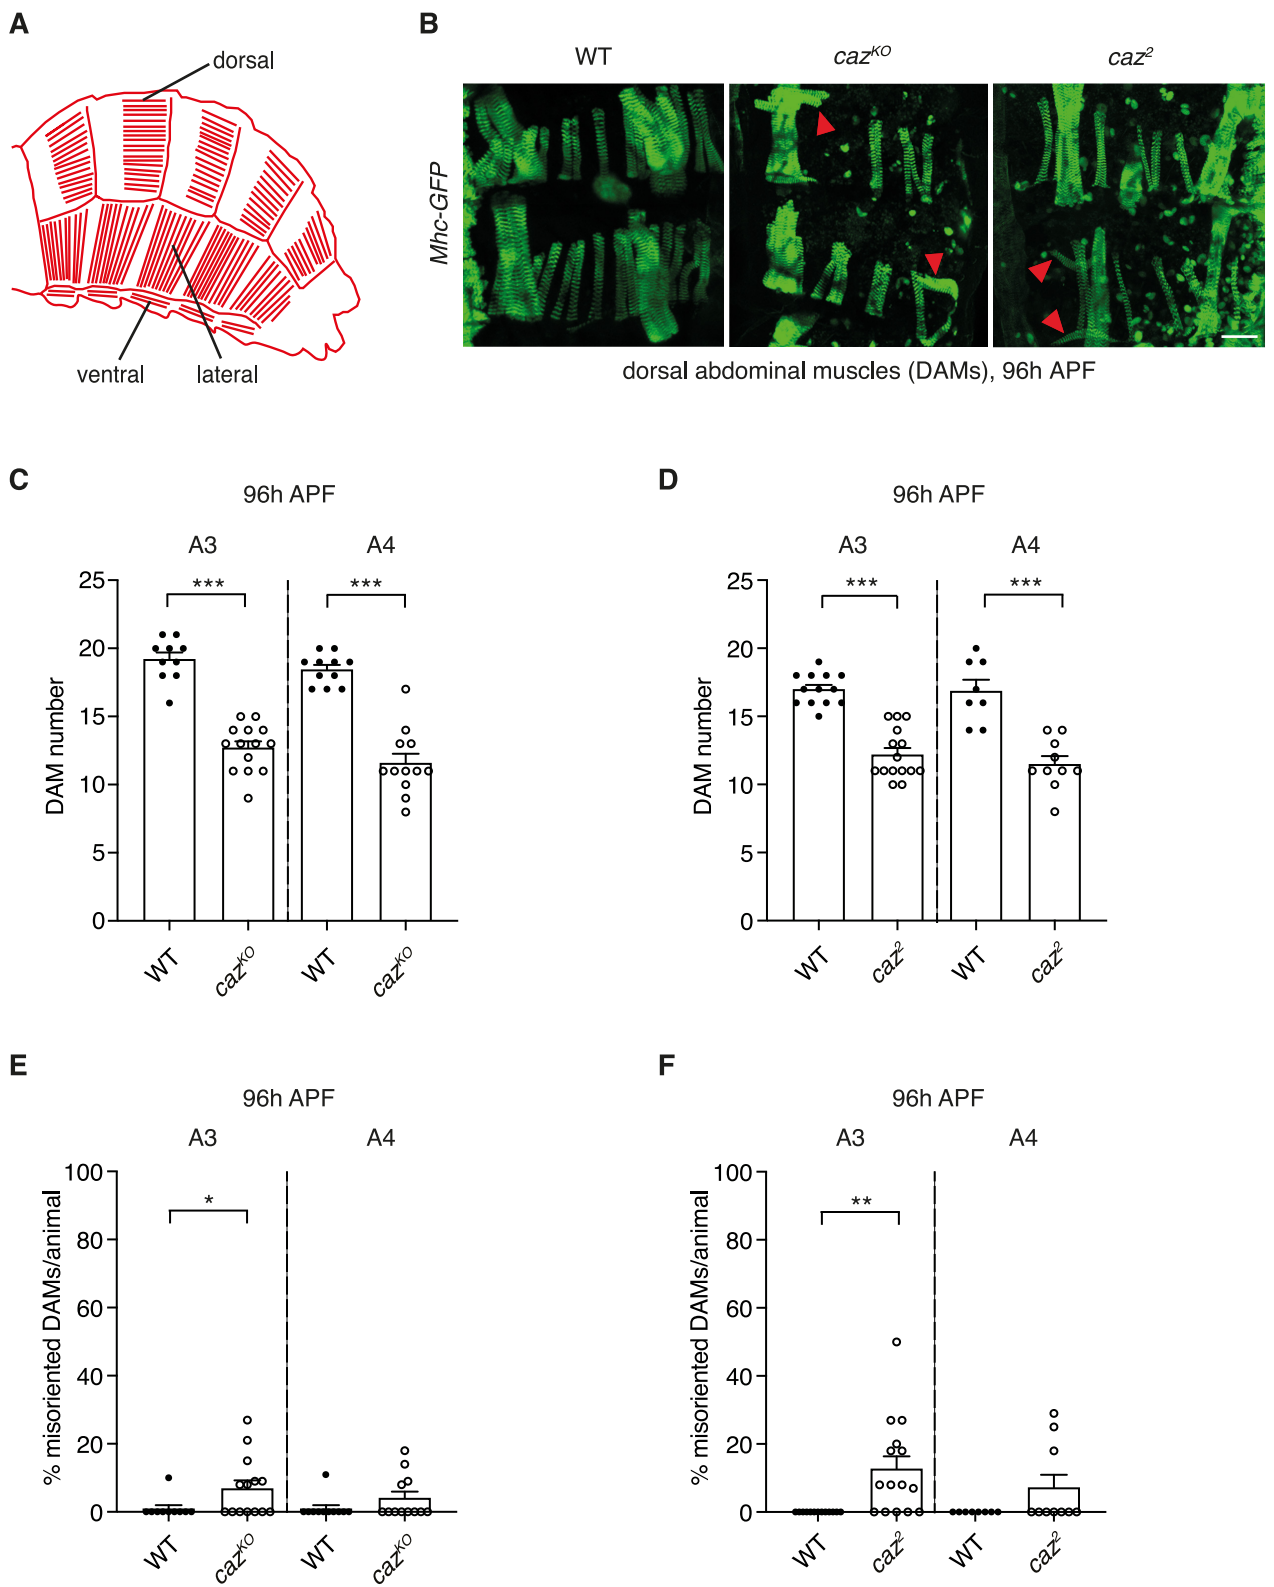 A
dorsal
ventral
lateral
B
WT
caz^KO
caz^2
Mhc-GFP
dorsal abdominal muscles (DAMs), 96h APF
C
96h APF
A3
A4
***
***
DAM number
25
20
15
10
5
0
WT
caz^KO
WT
caz^KO
D
96h APF
A3
A4
***
***
DAM number
25
20
15
10
5
0
WT
caz^2
WT
caz^2
E
96h APF
A3
A4
*
% misoriented DAMs/animal
100
80
60
40
20
0
WT
caz^KO
WT
caz^KO
F
96h APF
A3
A4
**
% misoriented DAMs/animal
100
80
60
40
20
0
WT
caz^2
WT
caz^2